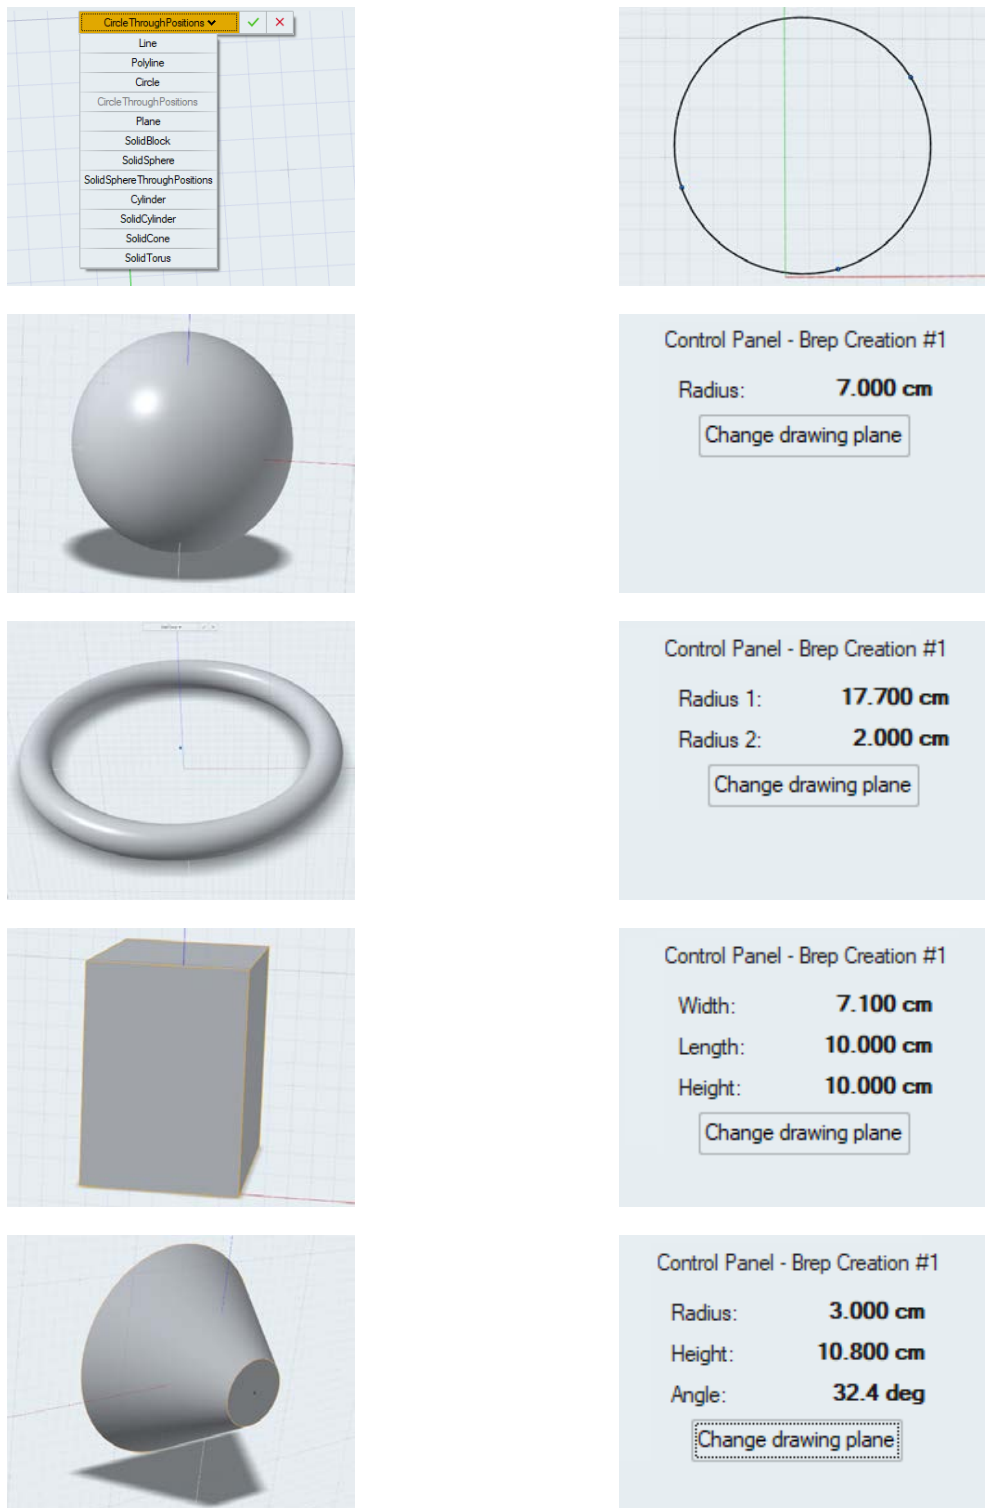 CircleThroughPositions
Line
Polyline
Circle
CircleThroughPositions
Plane
SolidBlock
SolidSphere
SolidSphereThroughPositions
Cylinder
SolidCylinder
SolidCone
SolidTorus
Control Panel - Brep Creation #1
Radius: 7.000 cm
Change drawing plane
Control Panel - Brep Creation #1
Radius 1: 17.700 cm
Radius 2: 2.000 cm
Change drawing plane
Control Panel - Brep Creation #1
Width: 7.100 cm
Length: 10.000 cm
Height: 10.000 cm
Change drawing plane
Control Panel - Brep Creation #1
Radius: 3.000 cm
Height: 10.800 cm
Angle: 32.4 deg
Change drawing plane